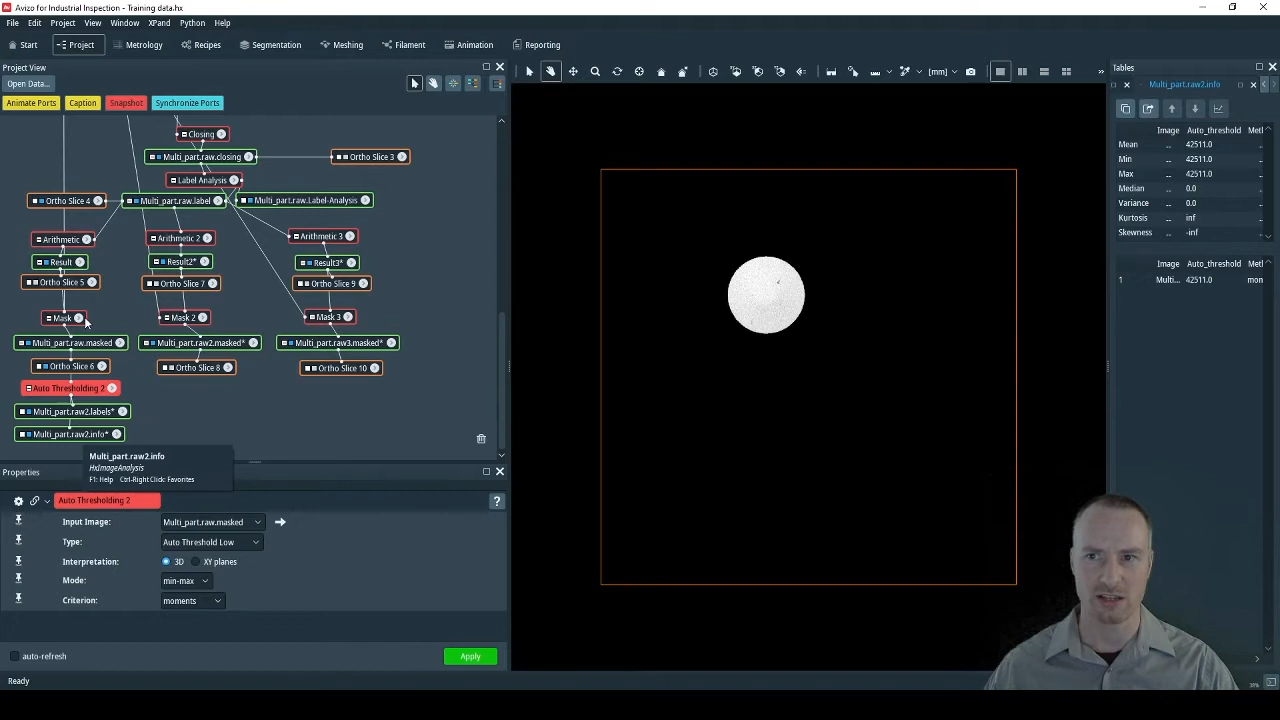 Avizo for Industrial Inspection - Training data.hx
File Edit Project View Window XPand Python Help
Start Project Metrology Recipes Segmentation Meshing Filament Animation Reporting
Project View
Open Data...
Animate Ports Caption Snapshot Synchronize Ports
Closing
Multi_part.raw.closing Ortho Slice 3
Label Analysis
Ortho Slice 4 Multi_part.raw.label Multi_part.raw.Label-Analysis
Arithmetic Arithmetic 2 Arithmetic 3
Result Result2* Result3*
Ortho Slice 5 Ortho Slice 7 Ortho Slice 9
Mask Mask 2 Mask 3
Multi_part.raw.masked Multi_part.raw2.masked* Multi_part.raw3.masked*
Ortho Slice 6 Ortho Slice 8 Ortho Slice 10
Auto Thresholding 2
Multi_part.raw2.labels*
Multi_part.raw2.info*
Multi_part.raw2.info
HxImageAnalysis
F1: Help Ctrl-Right Click: Favorites
Properties
Auto Thresholding 2
?
Input Image: Multi_part.raw.masked
Type: Auto Threshold Low
Interpretation: 3D XY planes
Mode: min-max
Criterion: moments
auto-refresh Apply
Ready
[mm]
»
Tables
Multi_part.raw2.info
Image Auto_threshold M
Mean .. 42511.0 ..
Min .. 42511.0 ..
Max .. 42511.0 ..
Median .. 0.0 ..
Variance .. 0.0 ..
Kurtosis .. inf ..
Skewness .. -inf ..
Image Auto_threshold Met
1 Multi... 42511.0 mon